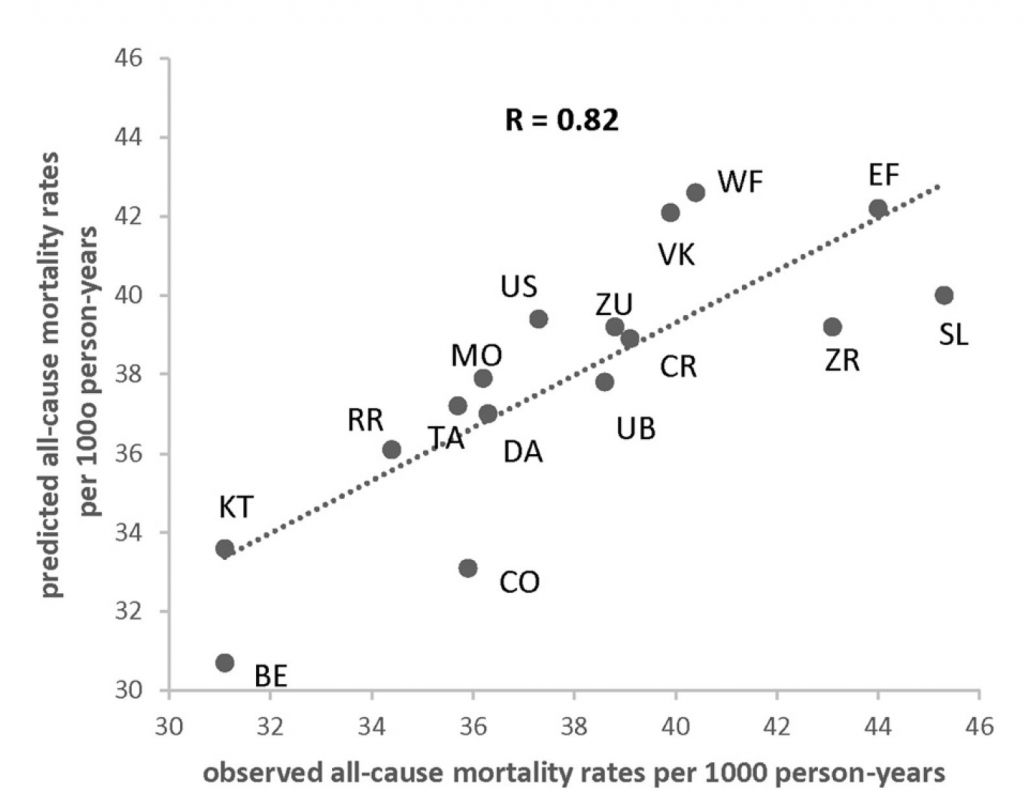 46
R = 0.82
44
WF
EF
42
VK
US
40
ZU
SL
MO
ZR
CR
38
RR
TA
UB
DA
36
KT
34
CO
32
BE
30
30 32 34 36 38 40 42 44 46
predicted all-cause mortality rates
per 100o person-years
observed all-cause mortality rates per 1000 person-years